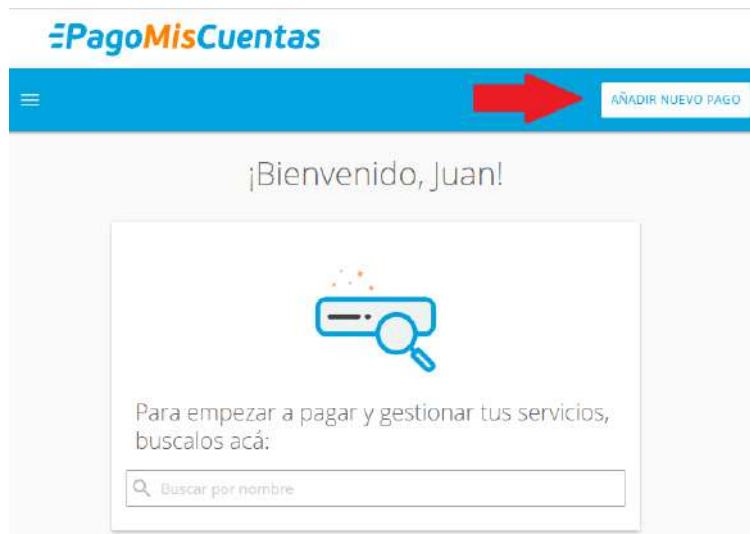 PagoMisCuentas
AÑADIR NUEVO PAGO
¡Bienvenido, Juan!
Para empezar a pagar y gestionar tus servicios,
buscalos acá:
Buscar por nombre